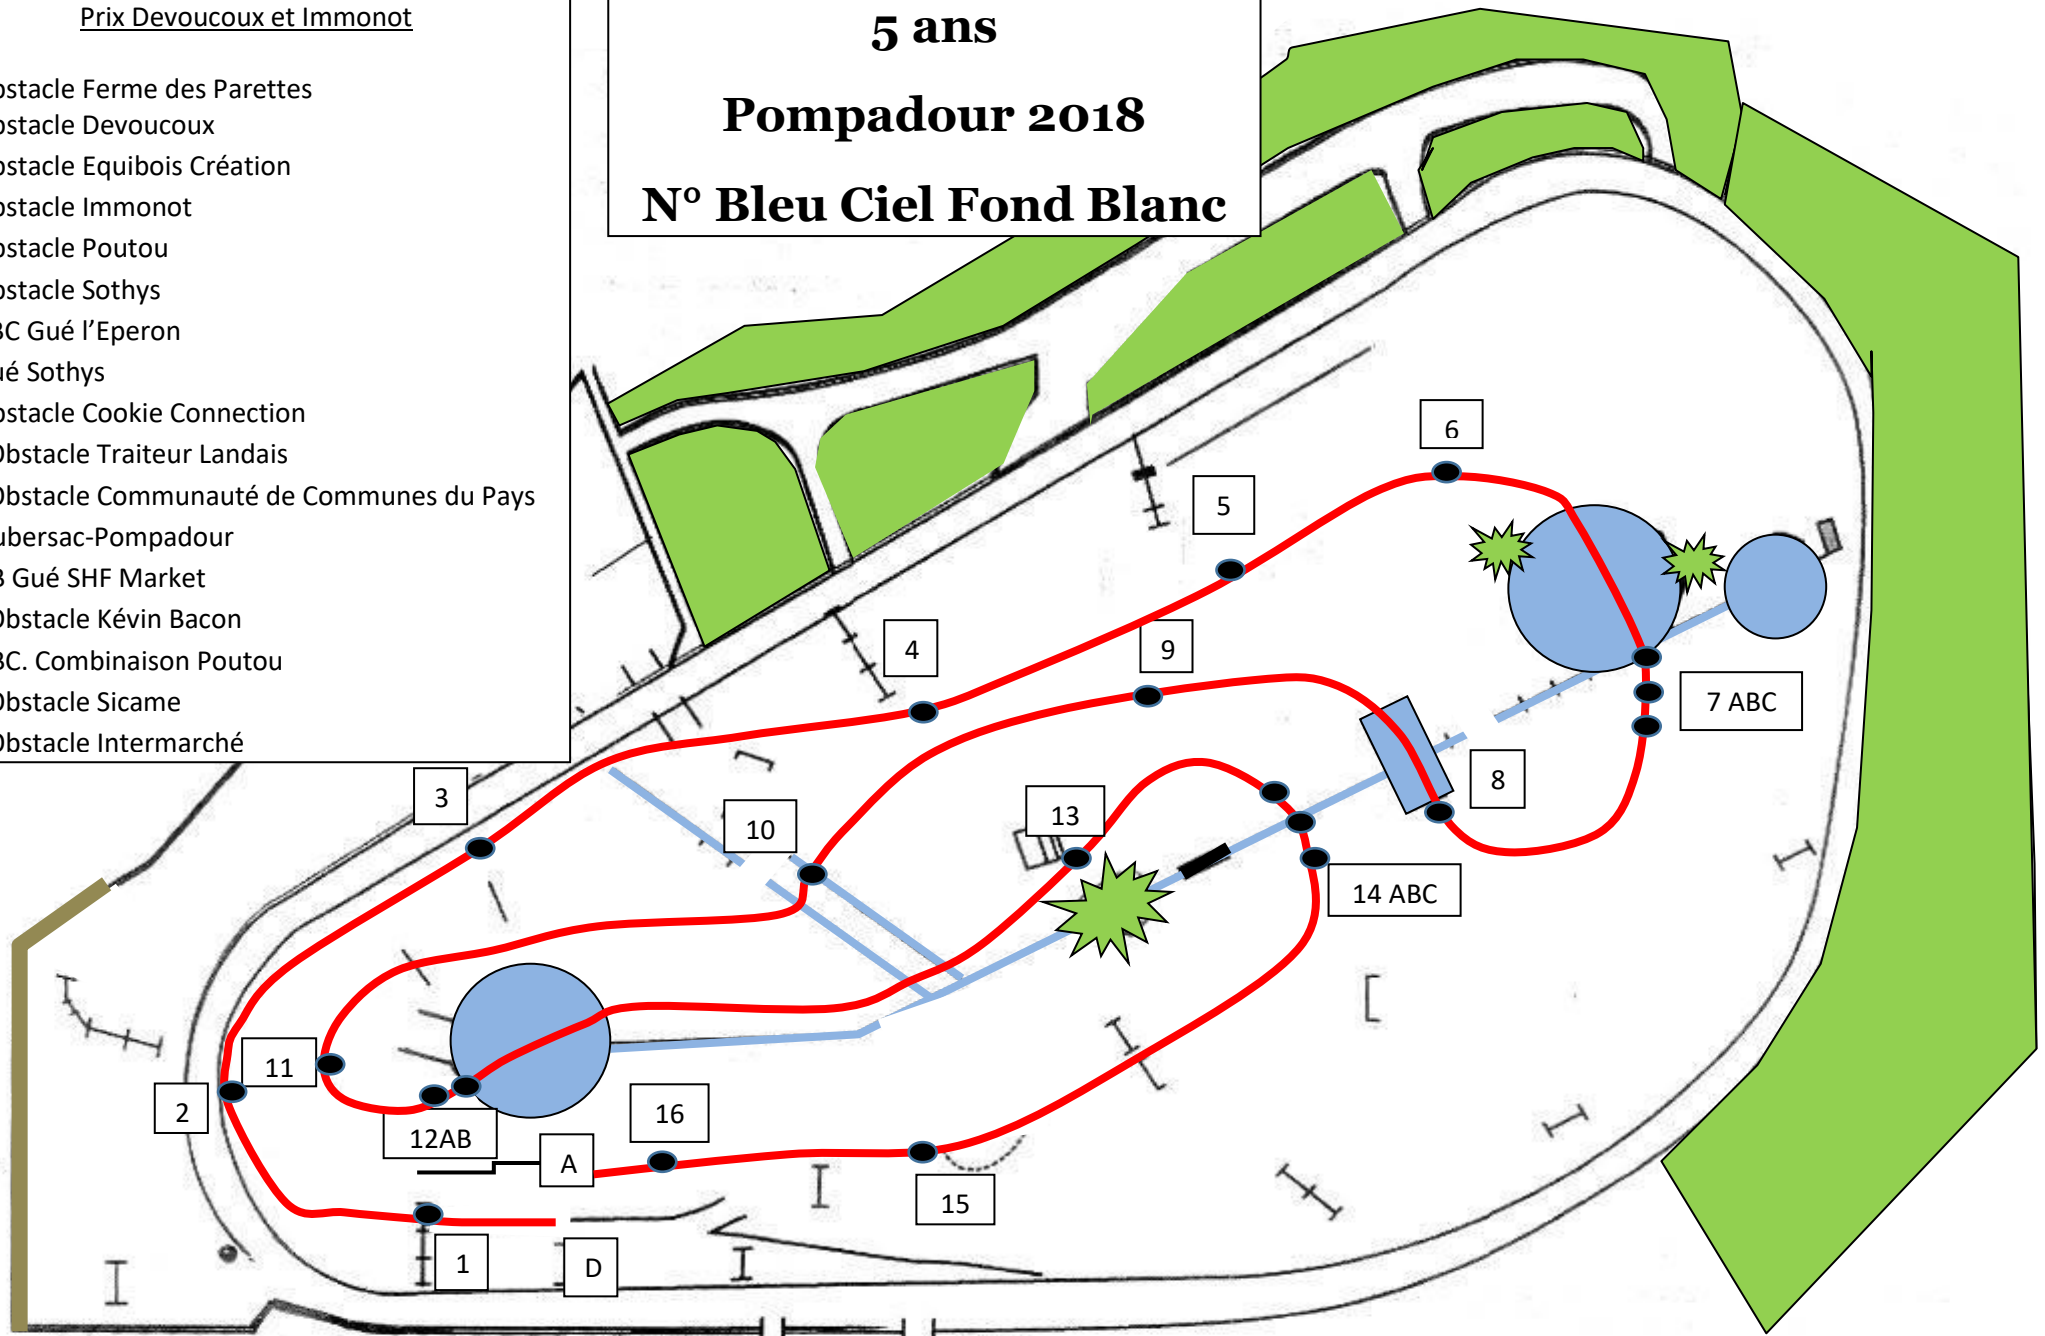 Prix Devoucoux et Immonot
bstacle Ferme des Parettes
bstacle Devoucoux
bstacle Equibois Création
bstacle Immonot
bstacle Poutou
bstacle Sothys
BC Gué l’Eperon
ué Sothys
bstacle Cookie Connection
Obstacle Traiteur Landais
Obstacle Communauté de Communes du Pays
ubersac-Pompadour
B Gué SHF Market
Obstacle Kévin Bacon
BC. Combinaison Poutou
Obstacle Sicame
Obstacle Intermarché
5 ans
Pompadour 2018
N° Bleu Ciel Fond Blanc
6
5
4
9
7 ABC
3
8
10
13
14 ABC
11
2
16
12AB
A
15
1
D